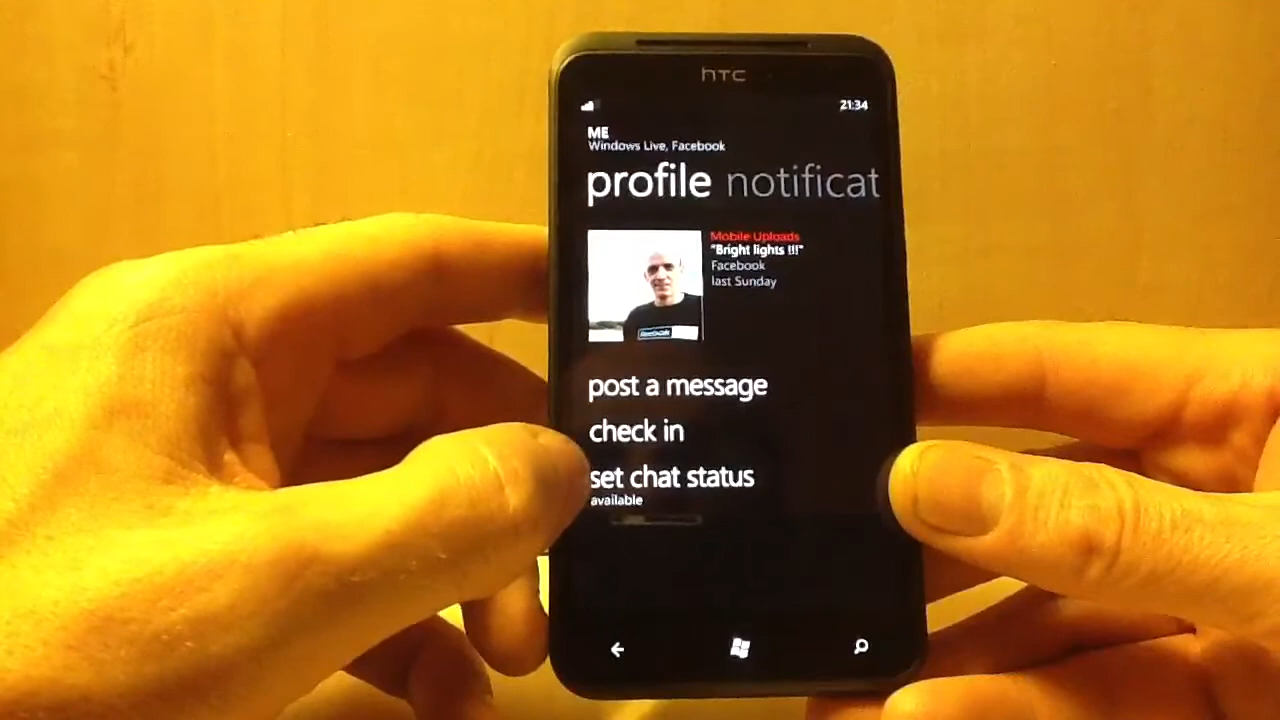 hTC
21:34
ME
Windows Live, Facebook
profile notificat
Mobile Uploads
"Bright lights !!!"
Facebook
last Sunday
post a message
check in
set chat status
available